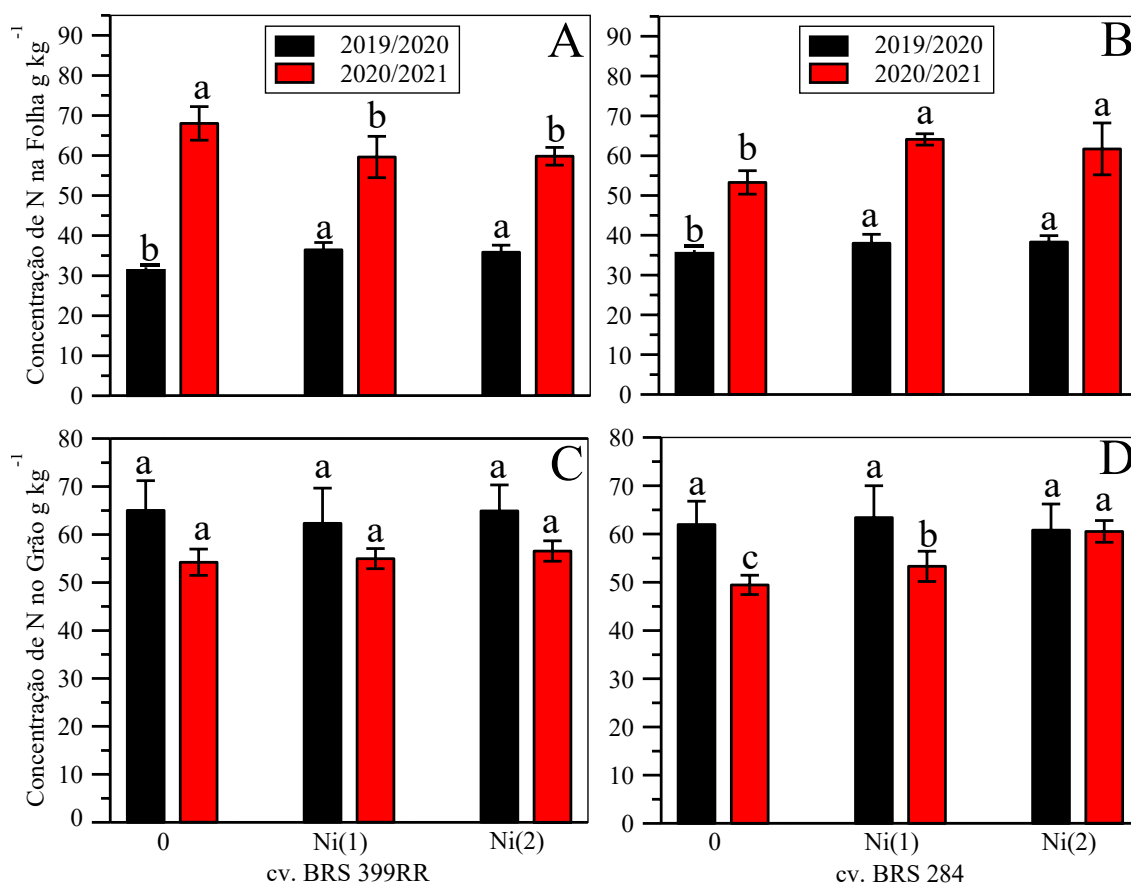 Concentração de N na Folha g kg-1
90
80
70
60
50
40
30
20
10
0
2019/2020
2020/2021
A
b
a
a
b
a
b
90
80
70
60
50
40
30
20
10
0
2019/2020
2020/2021
B
b
b
a
a
a
a
Concentração de N no Grão g kg-1
80
70
60
50
40
30
20
10
0
C
a
a
a
a
a
a
0
Ni(1)
Ni(2)
cv. BRS 399RR
80
70
60
50
40
30
20
10
0
D
a
c
a
b
a
a
0
Ni(1)
Ni(2)
cv. BRS 284